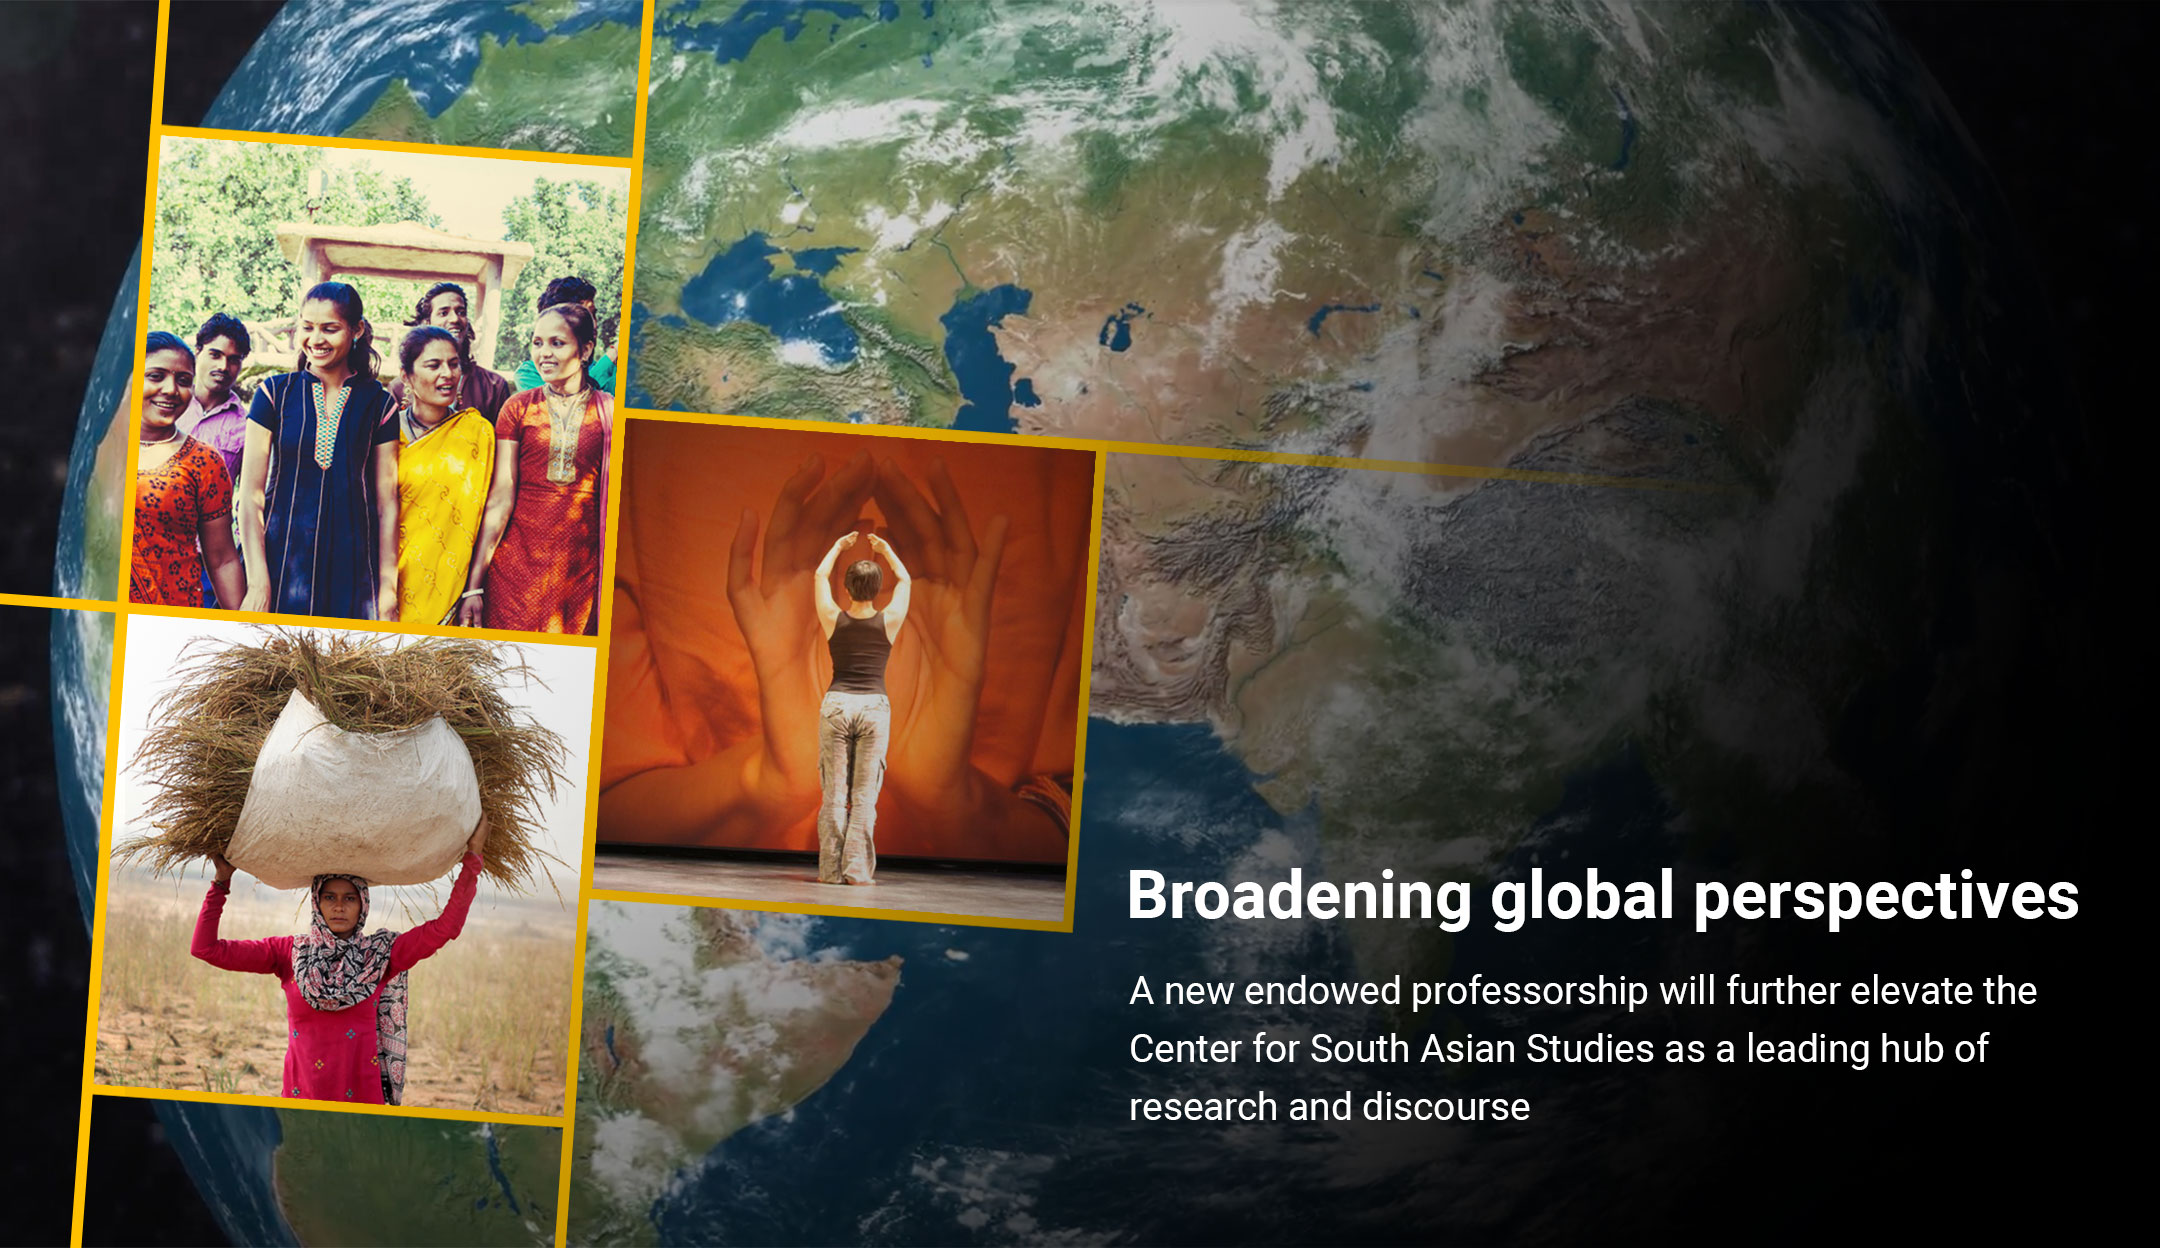 Broadening global perspectives
A new endowed professorship will further elevate the
Center for South Asian Studies as a leading hub of
research and discourse